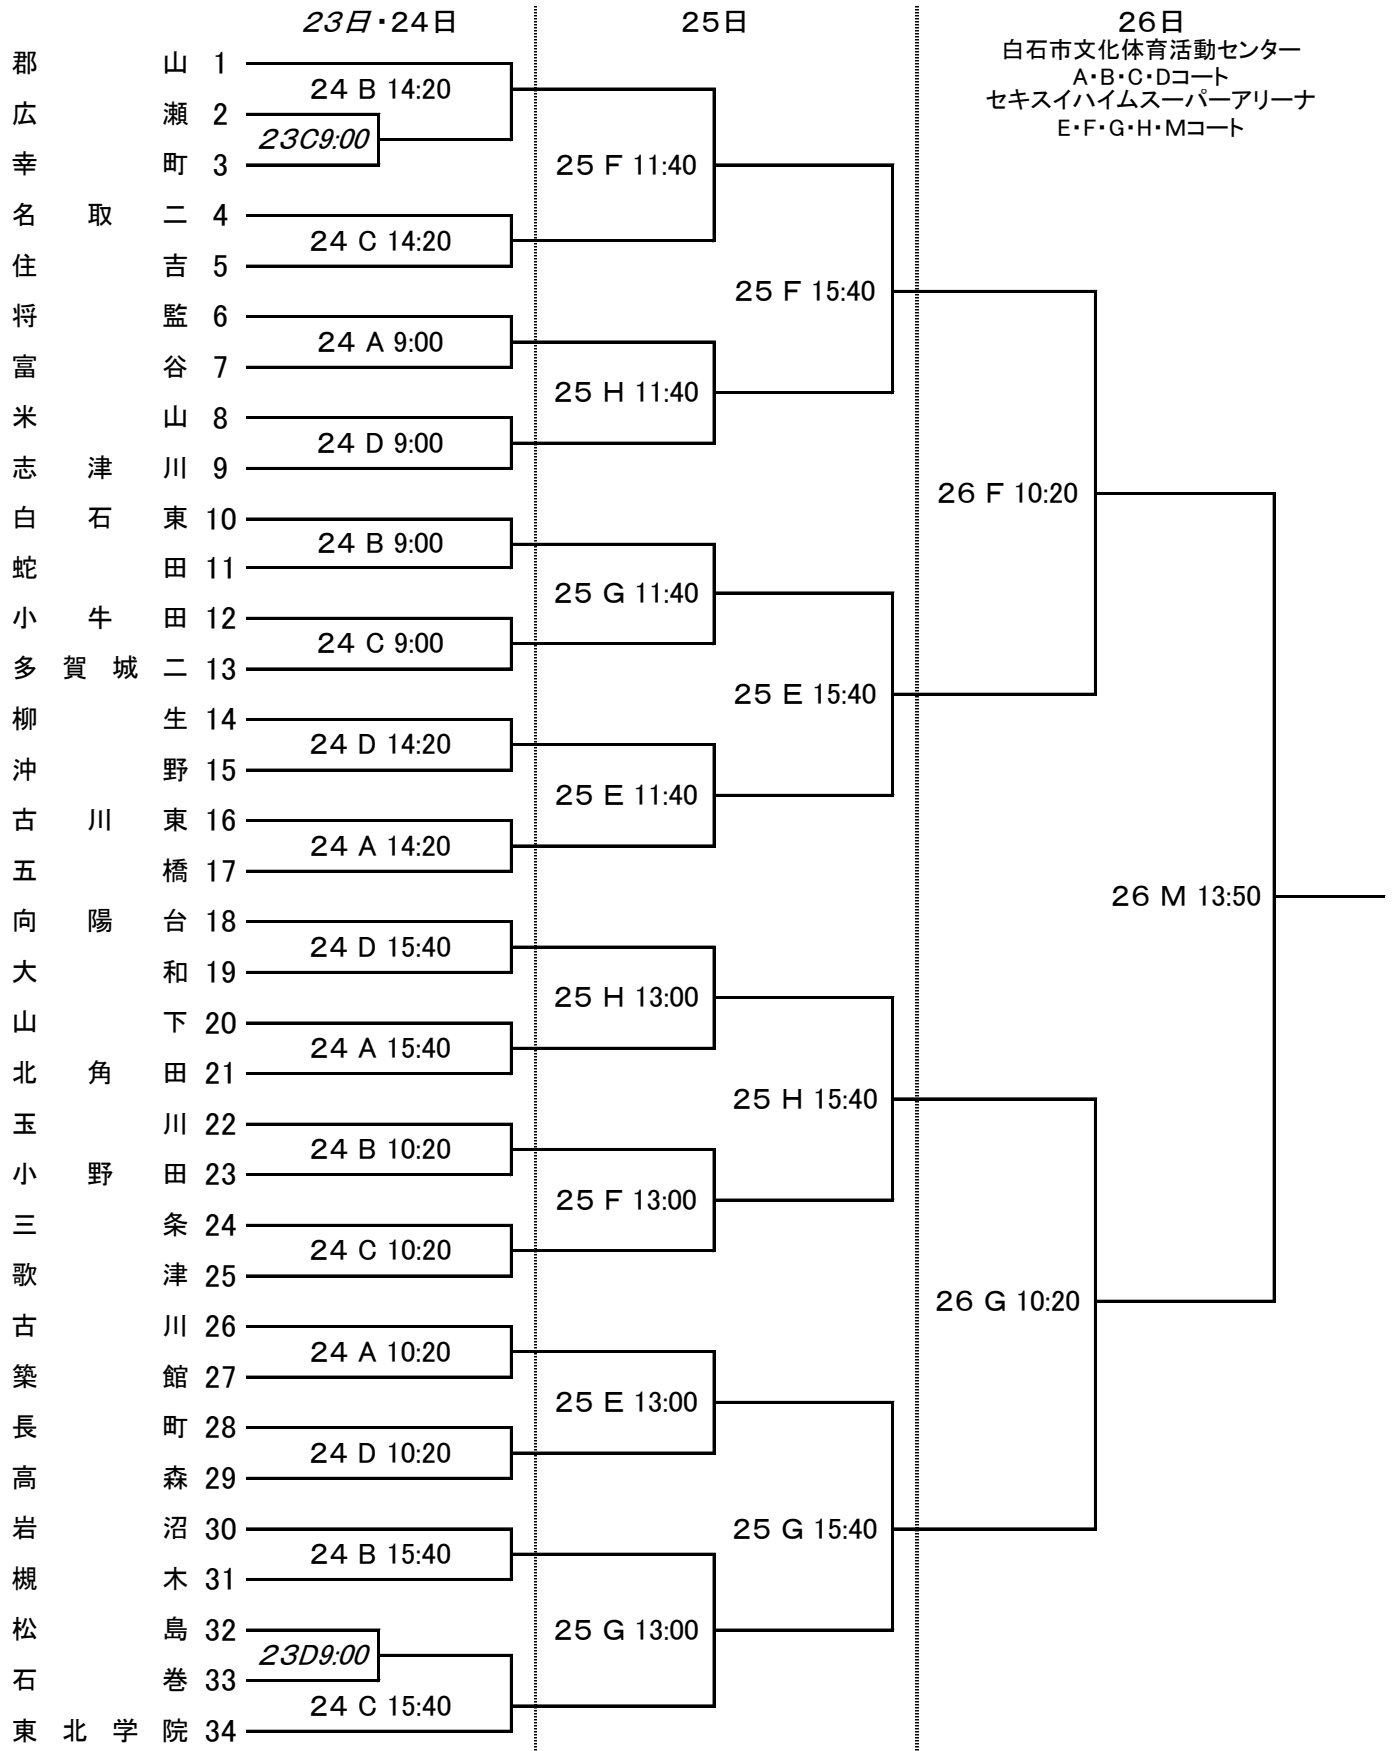 23日・24日 25日 26日
白石市文化体育活動センター
A・B・C・Dコート
セキスイハイムスーパーアリーナ
E・F・G・H・Mコート
郡山 1
24 B 14:20
広瀬 2
23C9:00
幸町 3
25 F 11:40
名取二 4
24 C 14:20
住吉 5
25 F 15:40
将監 6
24 A 9:00
富谷 7
25 H 11:40
米山 8
24 D 9:00
志津川 9
26 F 10:20
白石東 10
24 B 9:00
蛇田 11
25 G 11:40
小牛田 12
24 C 9:00
多賀城二 13
25 E 15:40
柳生 14
24 D 14:20
沖野 15
25 E 11:40
古川東 16
24 A 14:20
五橋 17
26 M 13:50
向陽台 18
24 D 15:40
大和 19
25 H 13:00
山下 20
24 A 15:40
北角田 21
25 H 15:40
玉川 22
24 B 10:20
小野田 23
25 F 13:00
三条 24
24 C 10:20
歌津 25
26 G 10:20
古川 26
24 A 10:20
築館 27
25 E 13:00
長町 28
24 D 10:20
高森 29
25 G 15:40
岩沼 30
24 B 15:40
槻木 31
松島 32
25 G 13:00
23D9:00
石巻 33
24 C 15:40
東北学院 34